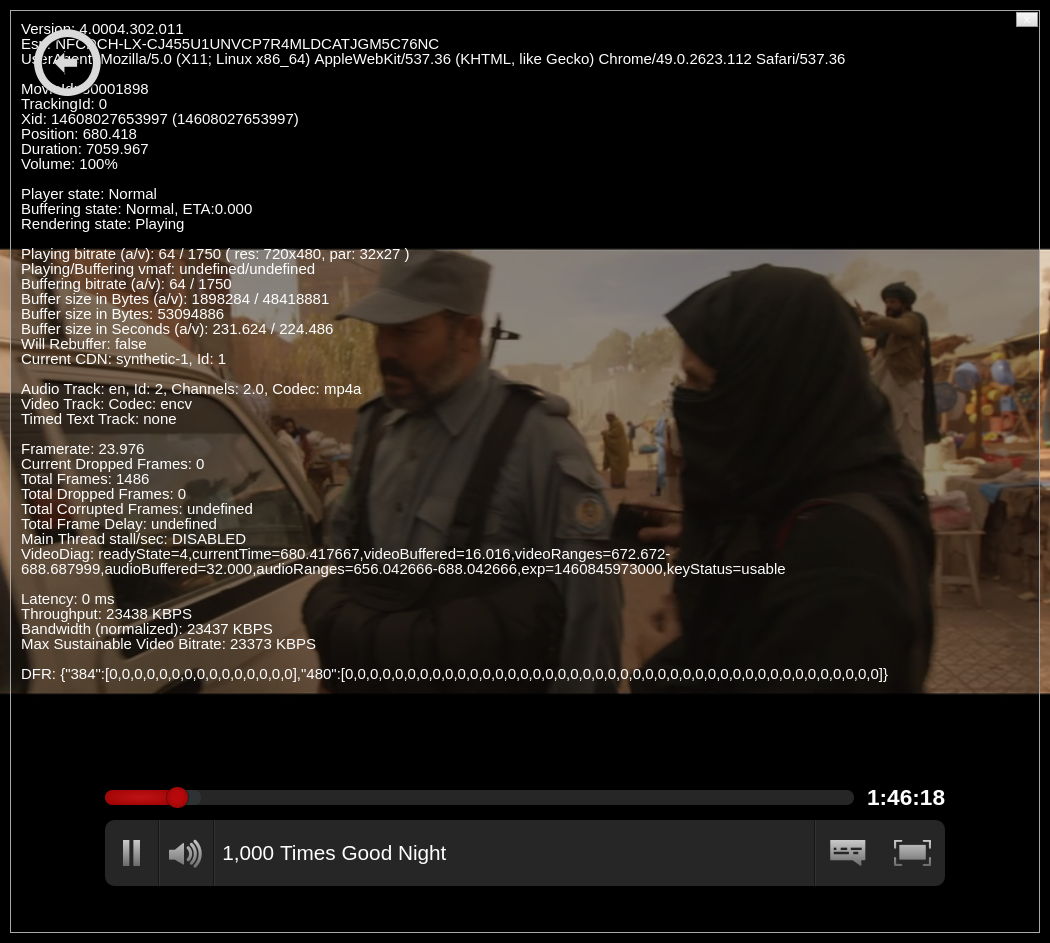 Version: 4.0004.302.011
Esn: NFCDCH-LX-CJ455U1UNVCP7R4MLDCATJGM5C76NC
UserAgent: Mozilla/5.0 (X11; Linux x86_64) AppleWebKit/537.36 (KHTML, like Gecko) Chrome/49.0.2623.112 Safari/537.36
MovieId: 80001898
TrackingId: 0
Xid: 14608027653997 (14608027653997)
Position: 680.418
Duration: 7059.967
Volume: 100%
Player state: Normal
Buffering state: Normal, ETA:0.000
Rendering state: Playing
Playing bitrate (a/v): 64 / 1750 ( res: 720x480, par: 32x27 )
Playing/Buffering vmaf: undefined/undefined
Buffering bitrate (a/v): 64 / 1750
Buffer size in Bytes (a/v): 1898284 / 48418881
Buffer size in Bytes: 53094886
Buffer size in Seconds (a/v): 231.624 / 224.486
Will Rebuffer: false
Current CDN: synthetic-1, Id: 1
Audio Track: en, Id: 2, Channels: 2.0, Codec: mp4a
Video Track: Codec: encv
Timed Text Track: none
Framerate: 23.976
Current Dropped Frames: 0
Total Frames: 1486
Total Dropped Frames: 0
Total Corrupted Frames: undefined
Total Frame Delay: undefined
Main Thread stall/sec: DISABLED
VideoDiag: readyState=4,currentTime=680.417667,videoBuffered=16.016,videoRanges=672.672-
688.687999,audioBuffered=32.000,audioRanges=656.042666-688.042666,exp=1460845973000,keyStatus=usable
Latency: 0 ms
Throughput: 23438 KBPS
Bandwidth (normalized): 23437 KBPS
Max Sustainable Video Bitrate: 23373 KBPS
DFR: {"384":[0,0,0,0,0,0,0,0,0,0,0,0,0,0,0],"480":[0,0,0,0,0,0,0,0,0,0,0,0,0,0,0,0,0,0,0,0,0,0,0,0,0,0,0,0,0,0,0,0,0,0,0,0,0,0,0,0,0,0,0]}
1:46:18
1,000 Times Good Night